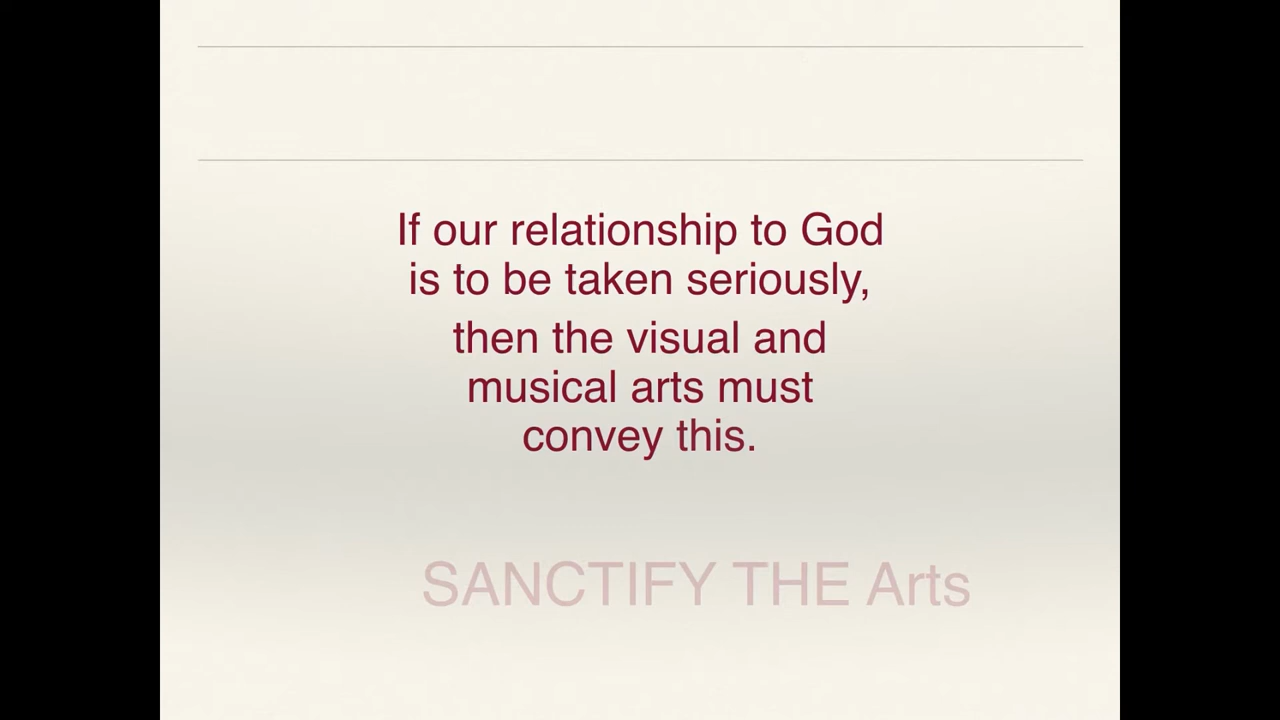 If our relationship to God
is to be taken seriously,
then the visual and
musical arts must
convey this.
SANCTIFY THE Arts